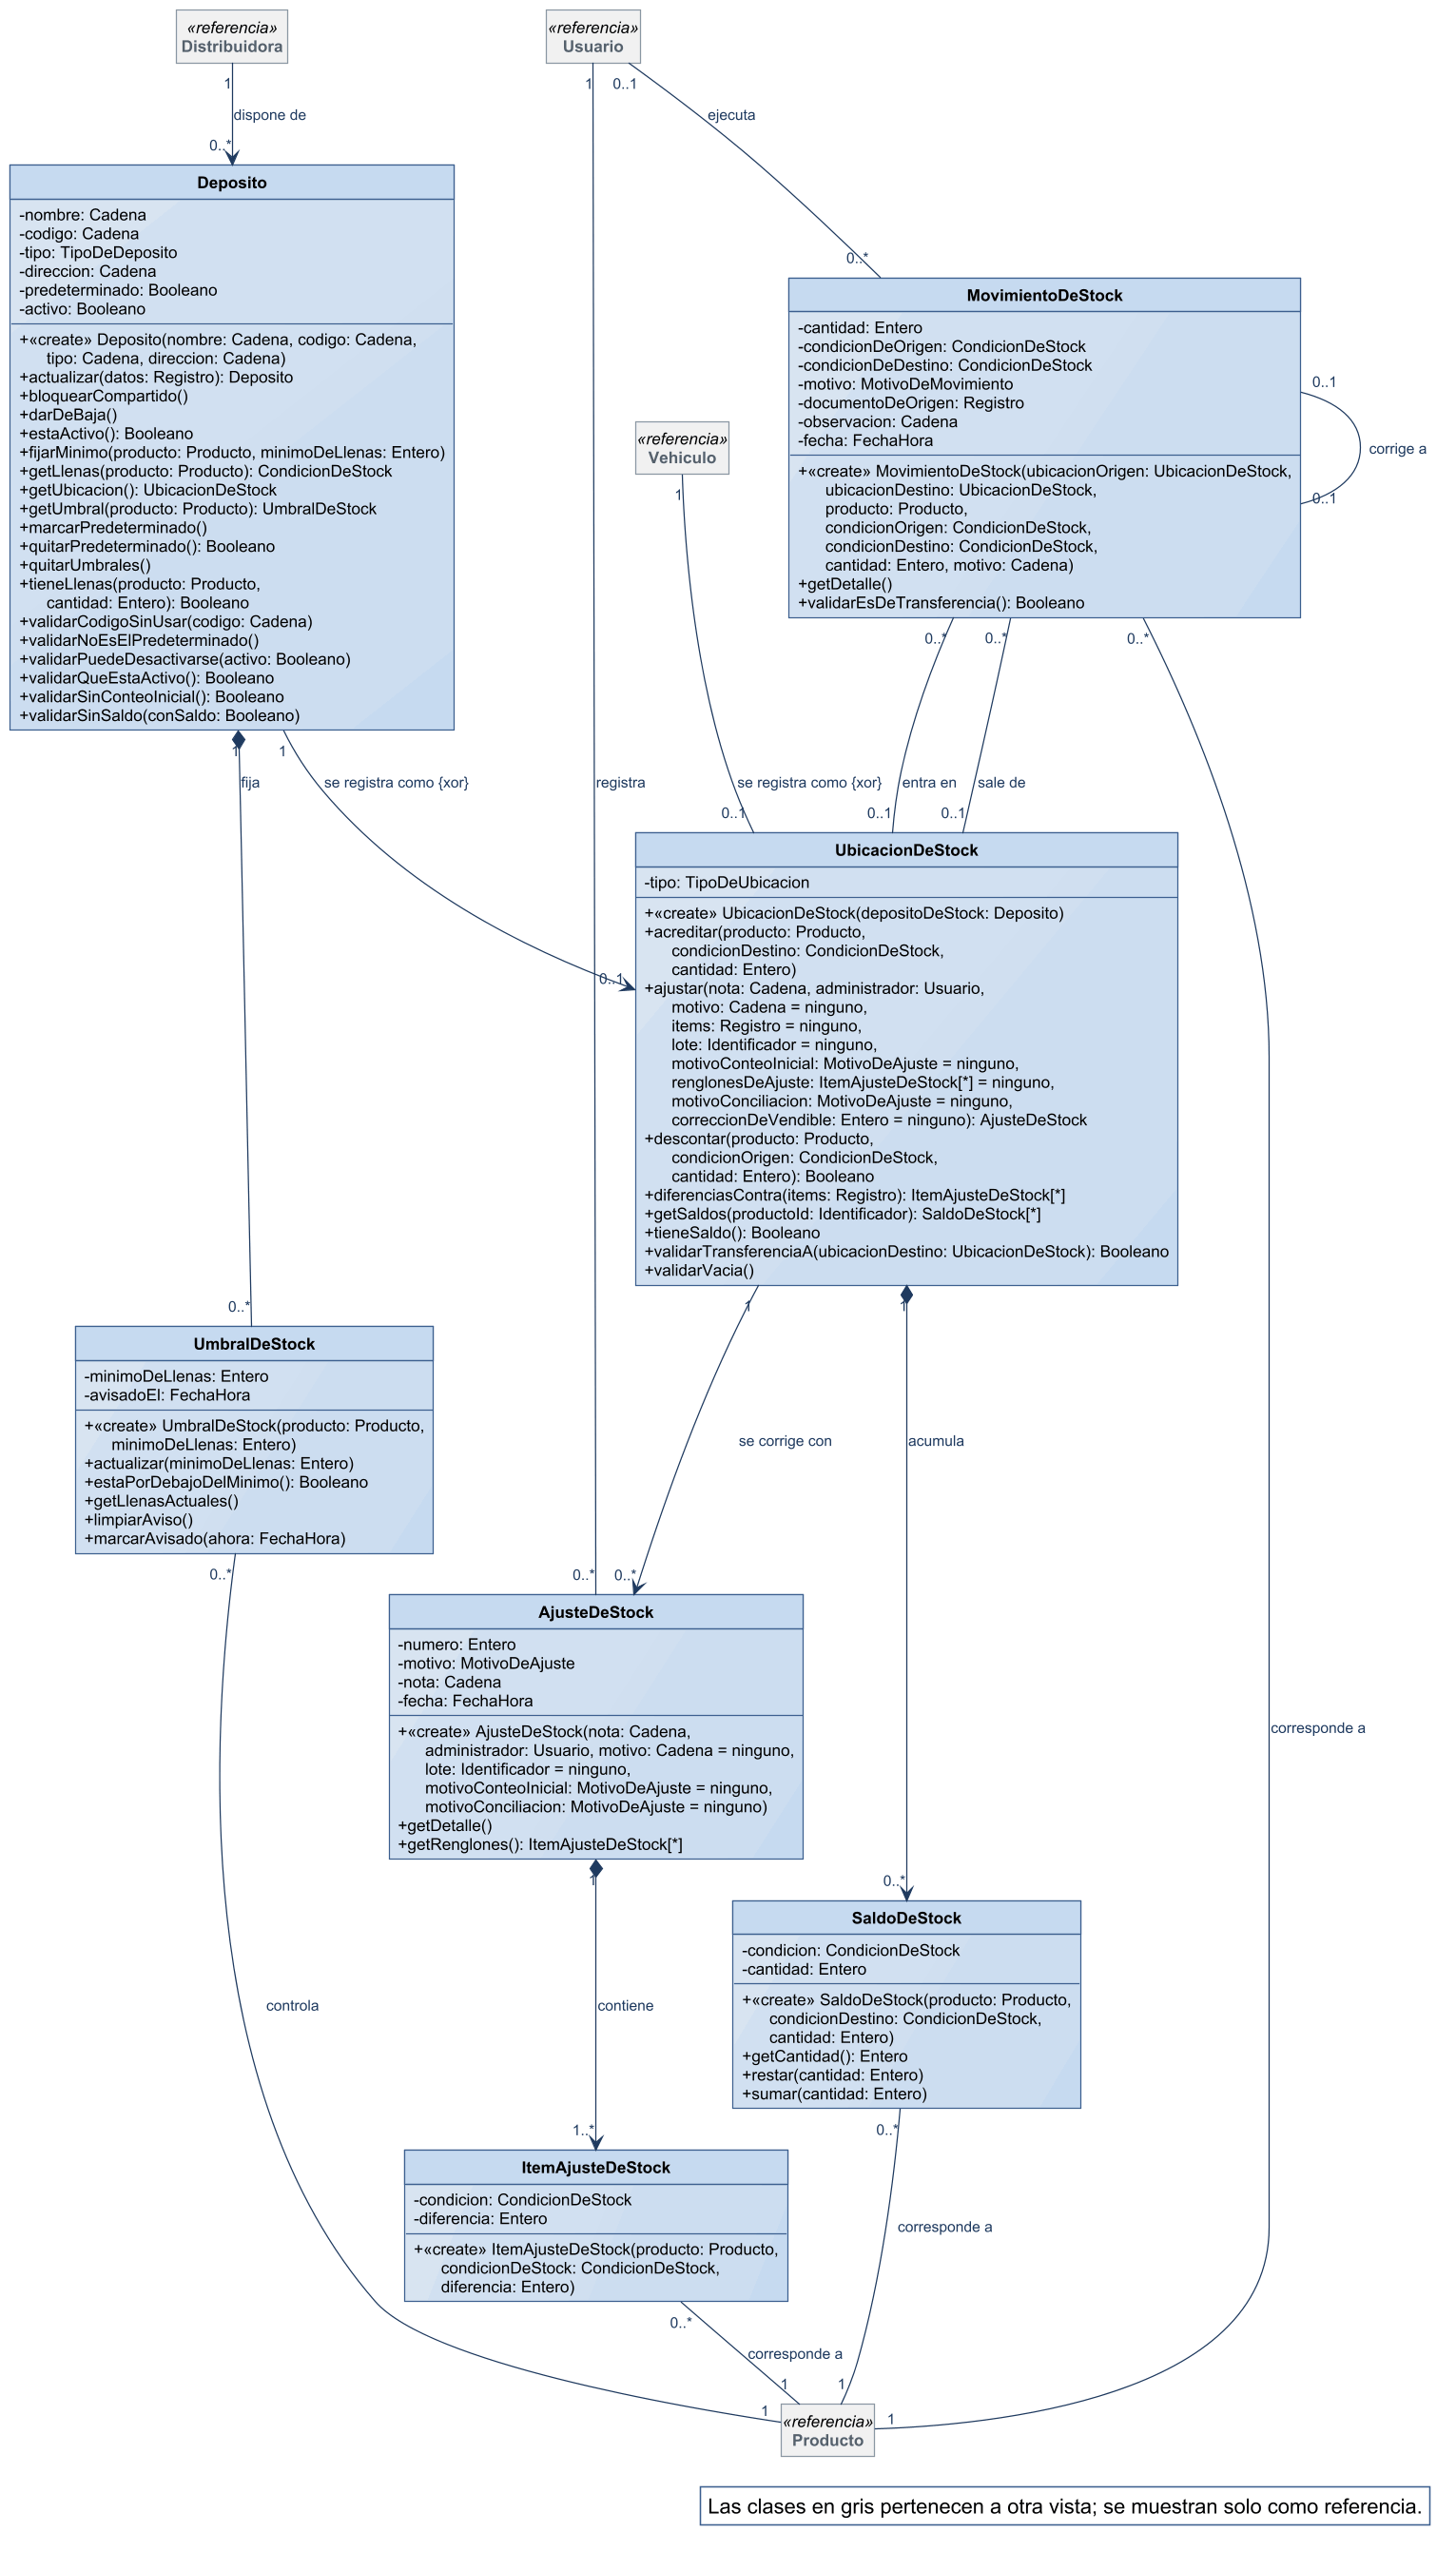 «referencia»
Distribuidora
«referencia»
Usuario
1
1
0..1
dispone de
ejecuta
0..*
0..*
Deposito
-nombre: Cadena
-codigo: Cadena
-tipo: TipoDeDeposito
-direccion: Cadena
-predeterminado: Booleano
-activo: Booleano
+«create» Deposito(nombre: Cadena, codigo: Cadena,
tipo: Cadena, direccion: Cadena)
+actualizar(datos: Registro): Deposito
+bloquearCompartido()
+darDeBaja()
+estaActivo(): Booleano
+fijarMinimo(producto: Producto, minimoDeLlenas: Entero)
+getLlenas(producto: Producto): CondicionDeStock
+getUbicacion(): UbicacionDeStock
+getUmbral(producto: Producto): UmbralDeStock
+marcarPredeterminado()
+quitarPredeterminado(): Booleano
+quitarUmbrales()
+tieneLlenas(producto: Producto,
cantidad: Entero): Booleano
+validarCodigoSinUsar(codigo: Cadena)
+validarNoEsElPredeterminado()
+validarPuedeDesactivarse(activo: Booleano)
+validarQueEstaActivo(): Booleano
+validarSinConteoInicial(): Booleano
+validarSinSaldo(conSaldo: Booleano)
MovimientoDeStock
-cantidad: Entero
-condicionDeOrigen: CondicionDeStock
-condicionDeDestino: CondicionDeStock
-motivo: MotivoDeMovimiento
-documentoDeOrigen: Registro
-observacion: Cadena
-fecha: FechaHora
+«create» MovimientoDeStock(ubicacionOrigen: UbicacionDeStock,
ubicacionDestino: UbicacionDeStock,
producto: Producto,
condicionOrigen: CondicionDeStock,
condicionDestino: CondicionDeStock,
cantidad: Entero, motivo: Cadena)
+getDetalle()
+validarEsDeTransferencia(): Booleano
0..1
corrige a
0..1
«referencia»
Vehiculo
1
0..*
0..*
0..*
1
1
fija
se registra como {xor}
registra
se registra como {xor}
entra en
sale de
0..1
0..1
0..1
UbicacionDeStock
-tipo: TipoDeUbicacion
+«create» UbicacionDeStock(depositoDeStock: Deposito)
+acreditar(producto: Producto,
condicionDestino: CondicionDeStock,
cantidad: Entero)
+ajustar(nota: Cadena, administrador: Usuario,
motivo: Cadena = ninguno,
items: Registro = ninguno,
lote: Identificador = ninguno,
motivoConteoInicial: MotivoDeAjuste = ninguno,
renglonesDeAjuste: ItemAjusteDeStock[*] = ninguno,
motivoConciliacion: MotivoDeAjuste = ninguno,
correccionDeVendible: Entero = ninguno): AjusteDeStock
+descontar(producto: Producto,
condicionOrigen: CondicionDeStock,
cantidad: Entero): Booleano
+diferenciasContra(items: Registro): ItemAjusteDeStock[*]
+getSaldos(productoId: Identificador): SaldoDeStock[*]
+tieneSaldo(): Booleano
+validarTransferenciaA(ubicacionDestino: UbicacionDeStock): Booleano
+validarVacia()
0..1
0..*
1
1
UmbralDeStock
-minimoDeLlenas: Entero
-avisadoEl: FechaHora
+«create» UmbralDeStock(producto: Producto,
minimoDeLlenas: Entero)
+actualizar(minimoDeLlenas: Entero)
+estaPorDebajoDelMinimo(): Booleano
+getLlenasActuales()
+limpiarAviso()
+marcarAvisado(ahora: FechaHora)
se corrige con
acumula
0..*
0..*
0..*
AjusteDeStock
-numero: Entero
-motivo: MotivoDeAjuste
-nota: Cadena
-fecha: FechaHora
+«create» AjusteDeStock(nota: Cadena,
administrador: Usuario, motivo: Cadena = ninguno,
lote: Identificador = ninguno,
motivoConteoInicial: MotivoDeAjuste = ninguno,
motivoConciliacion: MotivoDeAjuste = ninguno)
+getDetalle()
+getRenglones(): ItemAjusteDeStock[*]
corresponde a
1
0..*
SaldoDeStock
-condicion: CondicionDeStock
-cantidad: Entero
+«create» SaldoDeStock(producto: Producto,
condicionDestino: CondicionDeStock,
cantidad: Entero)
+getCantidad(): Entero
+restar(cantidad: Entero)
+sumar(cantidad: Entero)
controla
contiene
1..*
0..*
ItemAjusteDeStock
-condicion: CondicionDeStock
-diferencia: Entero
+«create» ItemAjusteDeStock(producto: Producto,
condicionDeStock: CondicionDeStock,
diferencia: Entero)
corresponde a
0..*
corresponde a
1
1
1
1
«referencia»
Producto
Las clases en gris pertenecen a otra vista; se muestran solo como referencia.